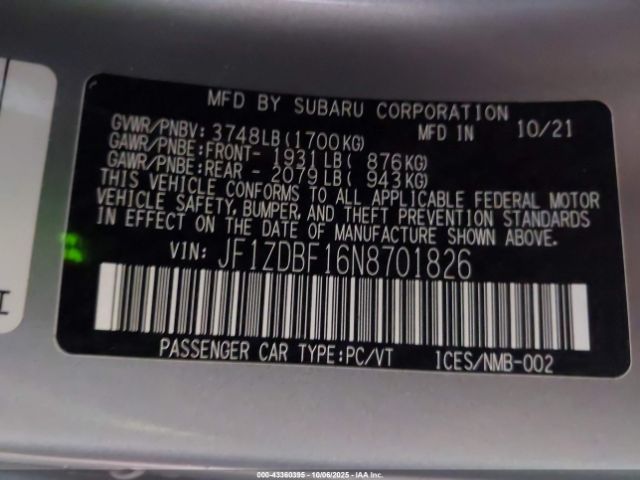 MFD BY SUBARU CORPORATION
GVWR/PNBV: 3748LB(1700KG) MFD IN 10/21
GAWR/PNBE:FRONT- 1931LB( 876KG)
GAWR/PNBE:REAR - 2079LB( 943KG)
THIS VEHICLE CONFORMS TO ALL APPLICABLE FEDERAL MOTOR
VEHICLE SAFETY, BUMPER, AND THEFT PREVENTION STANDARDS
IN EFFECT ON THE DATE OF MANUFACTURE SHOWN ABOVE.
VIN: JF1ZDBF16N8701826
PASSENGER CAR TYPE:PC/VT ICES/NMB-002
000-43360395 - 10/06/2025 - IAA Inc.